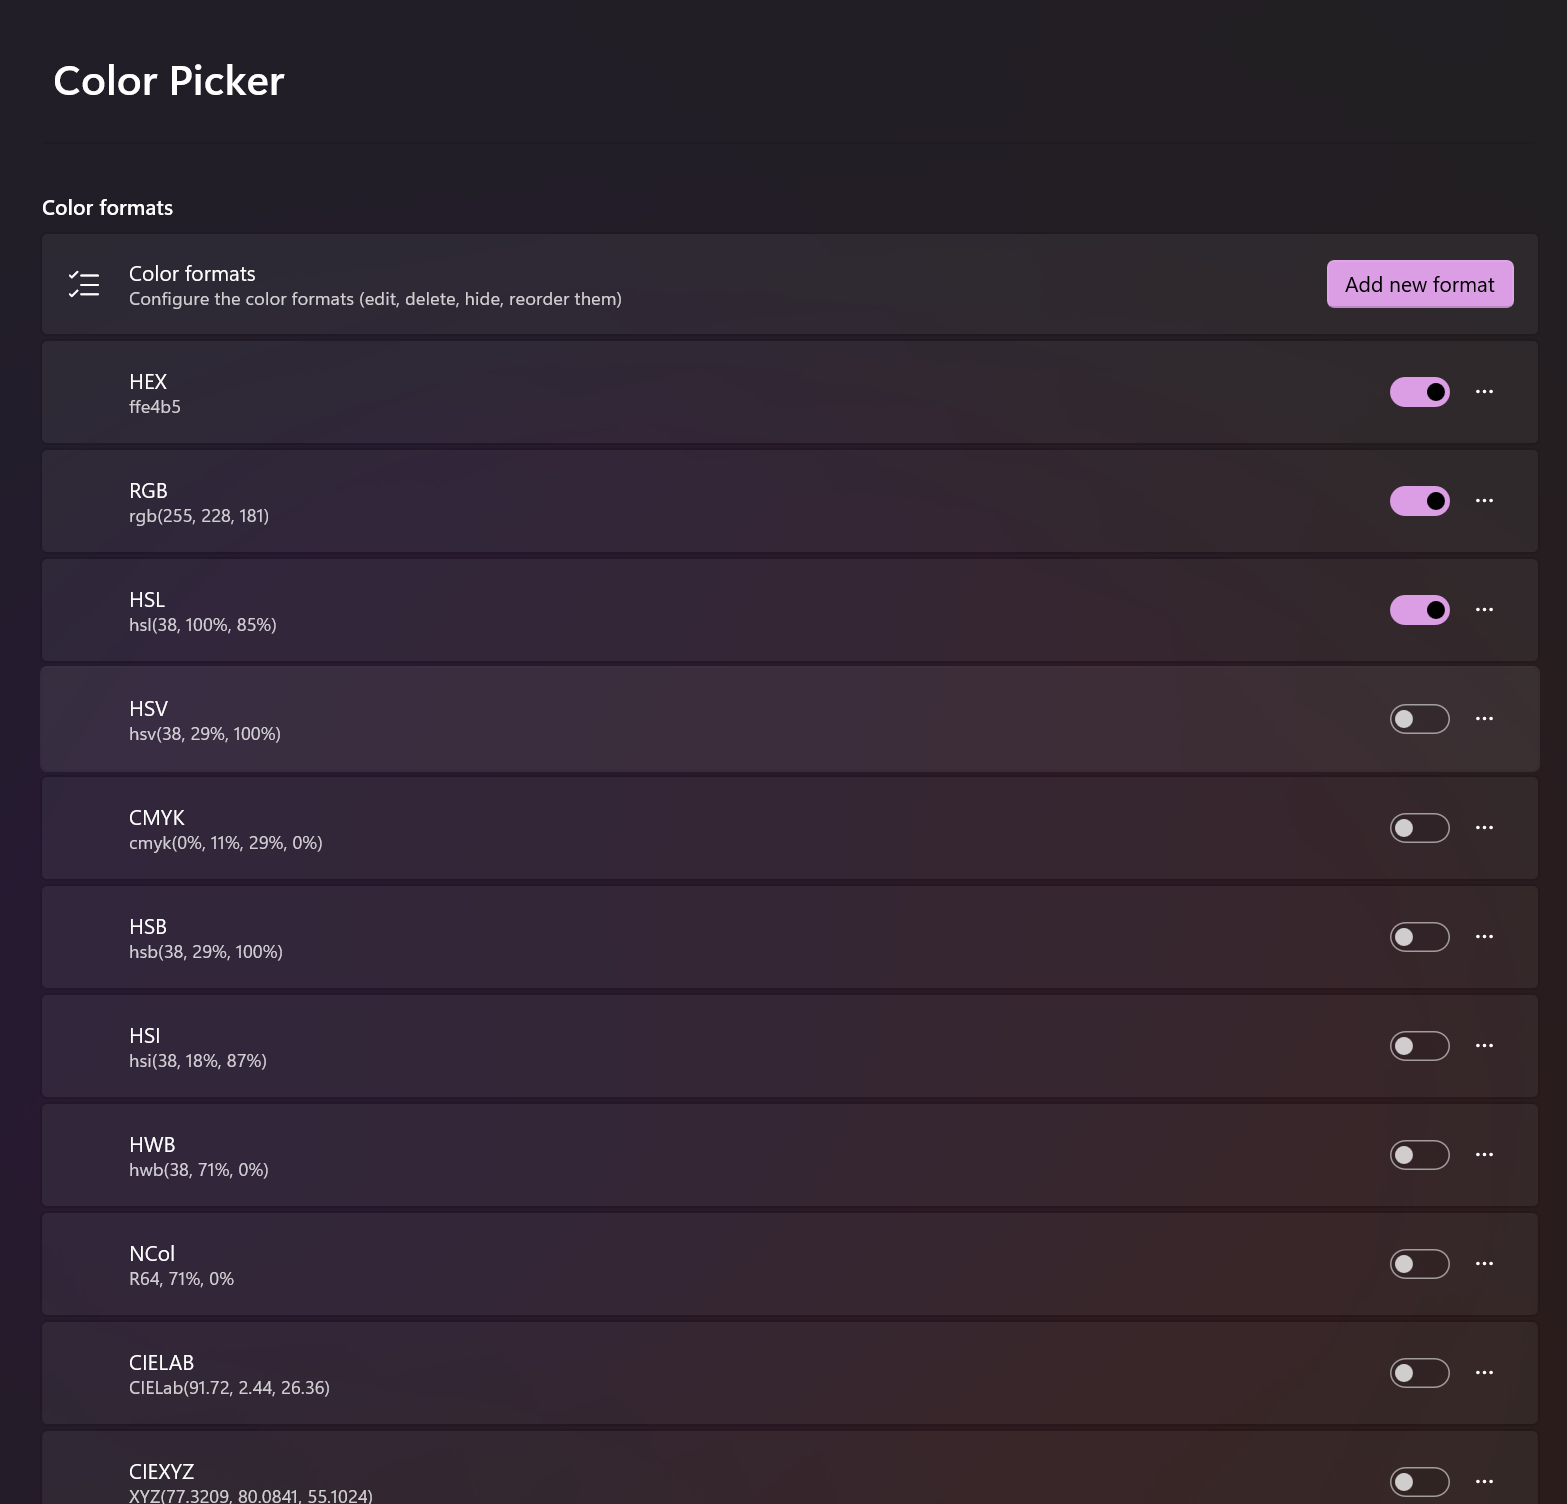 Color Picker
Color formats
Color formats
Configure the color formats (edit, delete, hide, reorder them)
Add new format
HEX
ffe4b5
RGB
rgb(255, 228, 181)
HSL
hsl(38, 100%, 85%)
HSV
hsv(38, 29%, 100%)
CMYK
cmyk(0%, 11%, 29%, 0%)
HSB
hsb(38, 29%, 100%)
HSI
hsi(38, 18%, 87%)
HWB
hwb(38, 71%, 0%)
NCol
R64, 71%, 0%
CIELAB
CIELab(91.72, 2.44, 26.36)
CIEXYZ
XYZ(77.3209, 80.0841, 55.1024)